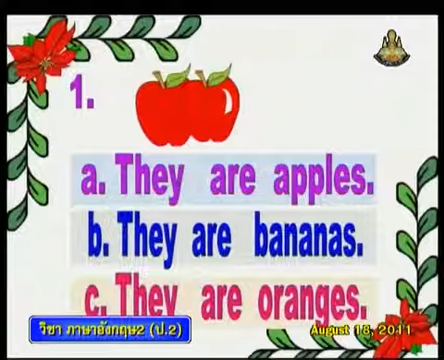 1.
a. They are apples.
b. They are bananas.
c. They are oranges.
วิชา ภาษาอังกฤษ2 (ป.2)
August 18, 2011